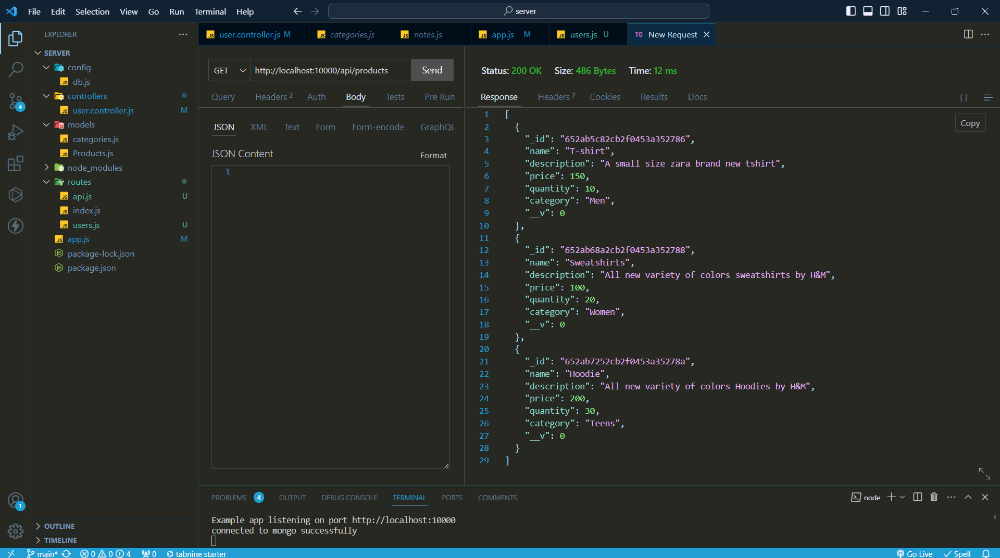 File Edit Selection View Go Run Terminal Help
server
EXPLORER
SERVER
config
db.js
controllers
user.controller.js M
models
categories.js
Products.js
node_modules
routes
api.js U
index.js
users.js U
app.js M
package-lock.json
package.json
OUTLINE
TIMELINE
4
1
user.controller.js M categories.js notes.js app.js M users.js U TC New Request
GET http://localhost:10000/api/products Send
Query Headers 2 Auth Body Tests Pre Run
JSON XML Text Form Form-encode GraphQL
JSON Content Format
1
Status: 200 OK Size: 486 Bytes Time: 12 ms
Response Headers 7 Cookies Results Docs {}
Copy
1 [
2 {
3 "_id": "652ab5c82cb2f0453a352786",
4 "name": "T-shirt",
5 "description": "A small size zara brand new tshirt",
6 "price": 150,
7 "quantity": 10,
8 "category": "Men",
9 "__v": 0
10 },
11 {
12 "_id": "652ab68a2cb2f0453a352788",
13 "name": "Sweatshirts",
14 "description": "All new variety of colors sweatshirts by H&M",
15 "price": 100,
16 "quantity": 20,
17 "category": "Women",
18 "__v": 0
19 },
20 {
21 "_id": "652ab7252cb2f0453a35278a",
22 "name": "Hoodie",
23 "description": "All new variety of colors Hoodies by H&M",
24 "price": 200,
25 "quantity": 30,
26 "category": "Teens",
27 "__v": 0
28 }
29 ]
PROBLEMS 4 OUTPUT DEBUG CONSOLE TERMINAL PORTS COMMENTS node
Example app listening on port http://localhost:10000
connected to mongo successfully
main* 0 0 4 0 tabnine starter Go Live Spell